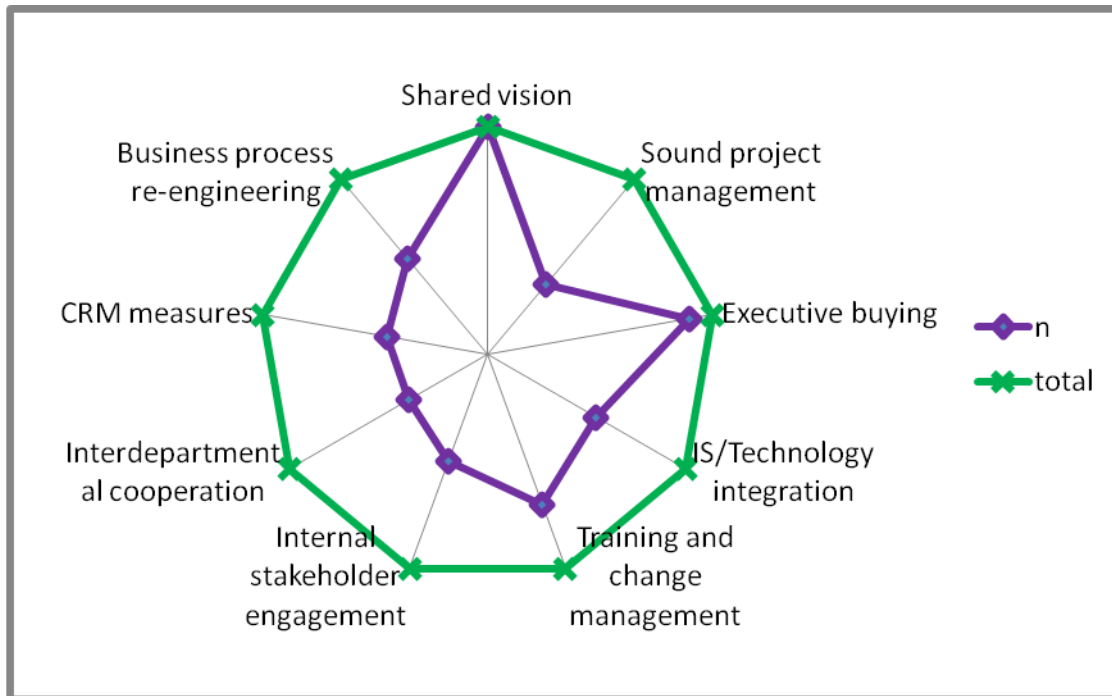 Shared vision
Sound project
management
Executive buying
IS/Technology
integration
Training and
change
management
Internal
stakeholder
engagement
Interdepartment
al cooperation
CRM measures
Business process
re-engineering
n
total